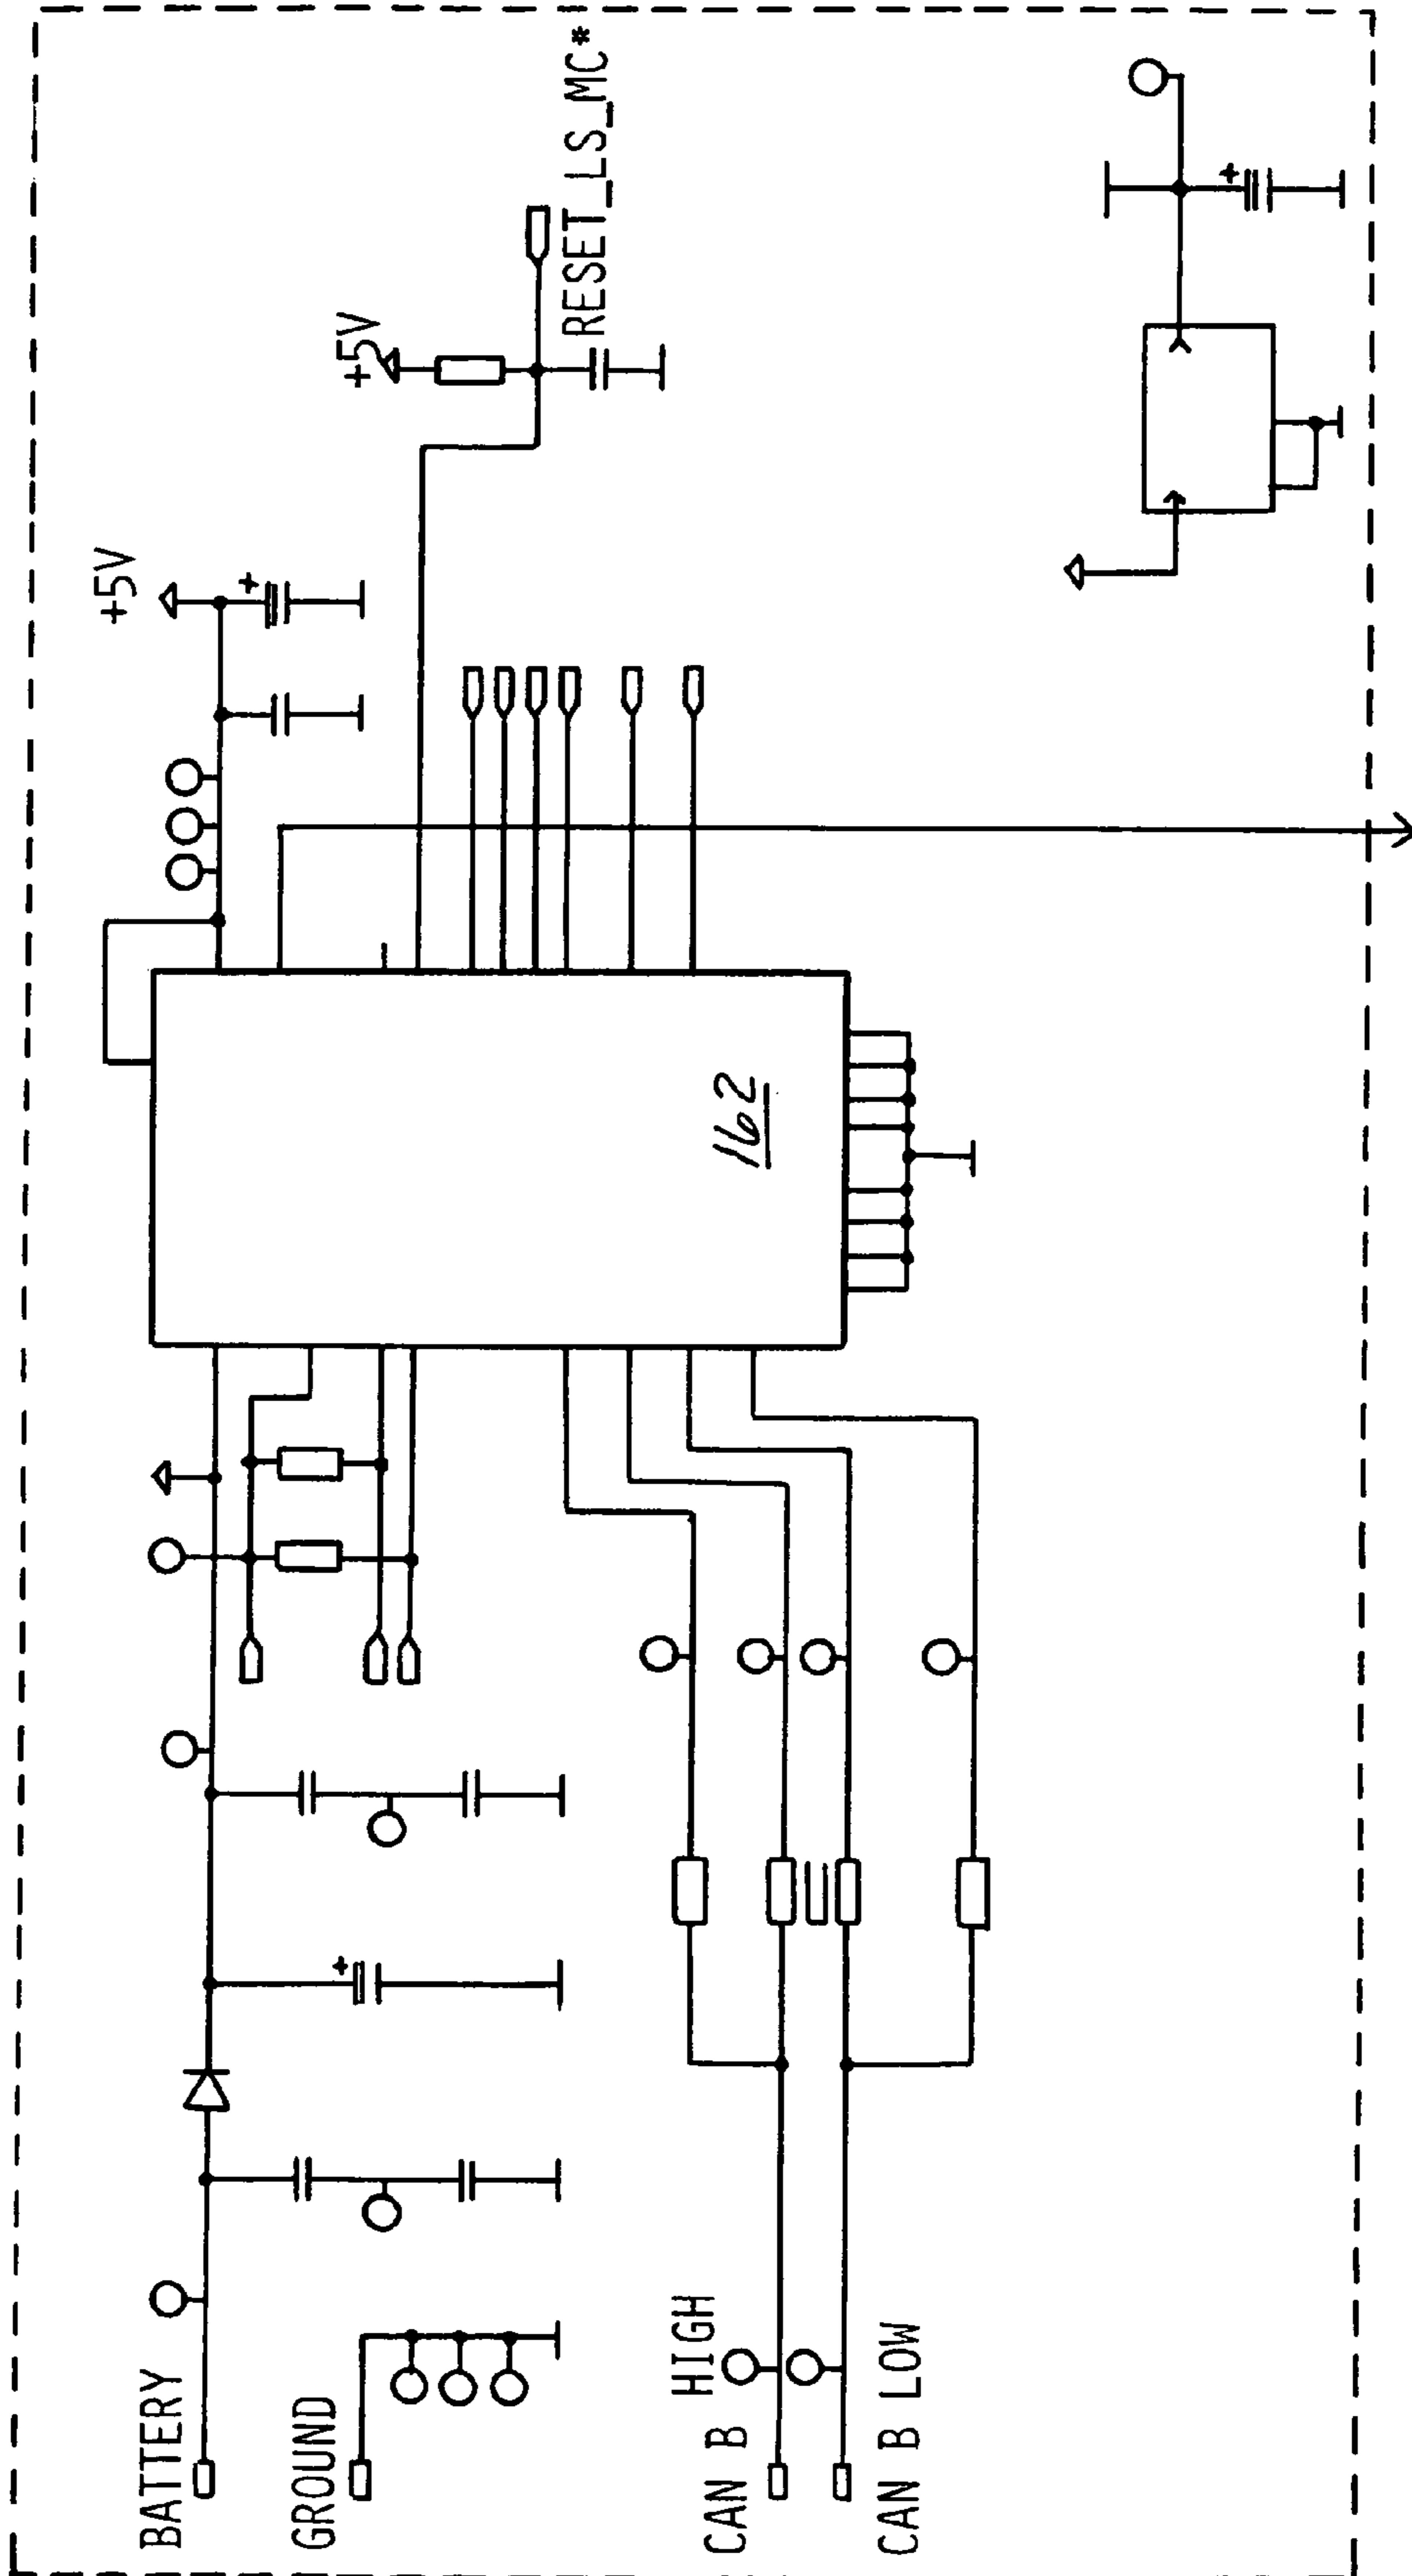 BATTERY
GROUND
CAN B HIGH
CAN B LOW
162
+5V
+5V
RESET_LS_MC*